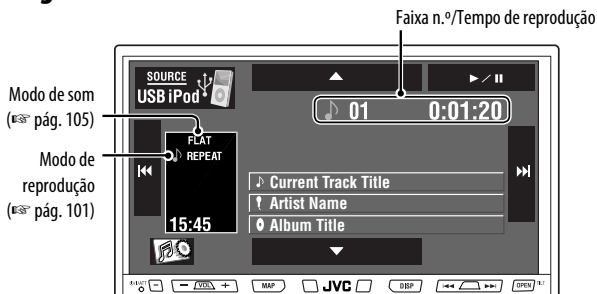 Faixa n.º/Tempo de reprodução
SOURCE
USB iPod
Modo de som
(☞ pág. 105)
01 0:01:20
FLAT
REPEAT
Modo de
reprodução
(☞ pág. 101)
Current Track Title
Artist Name
Album Title
15:45
VOL
MAP
JVC
DISP
OPEN
TILT